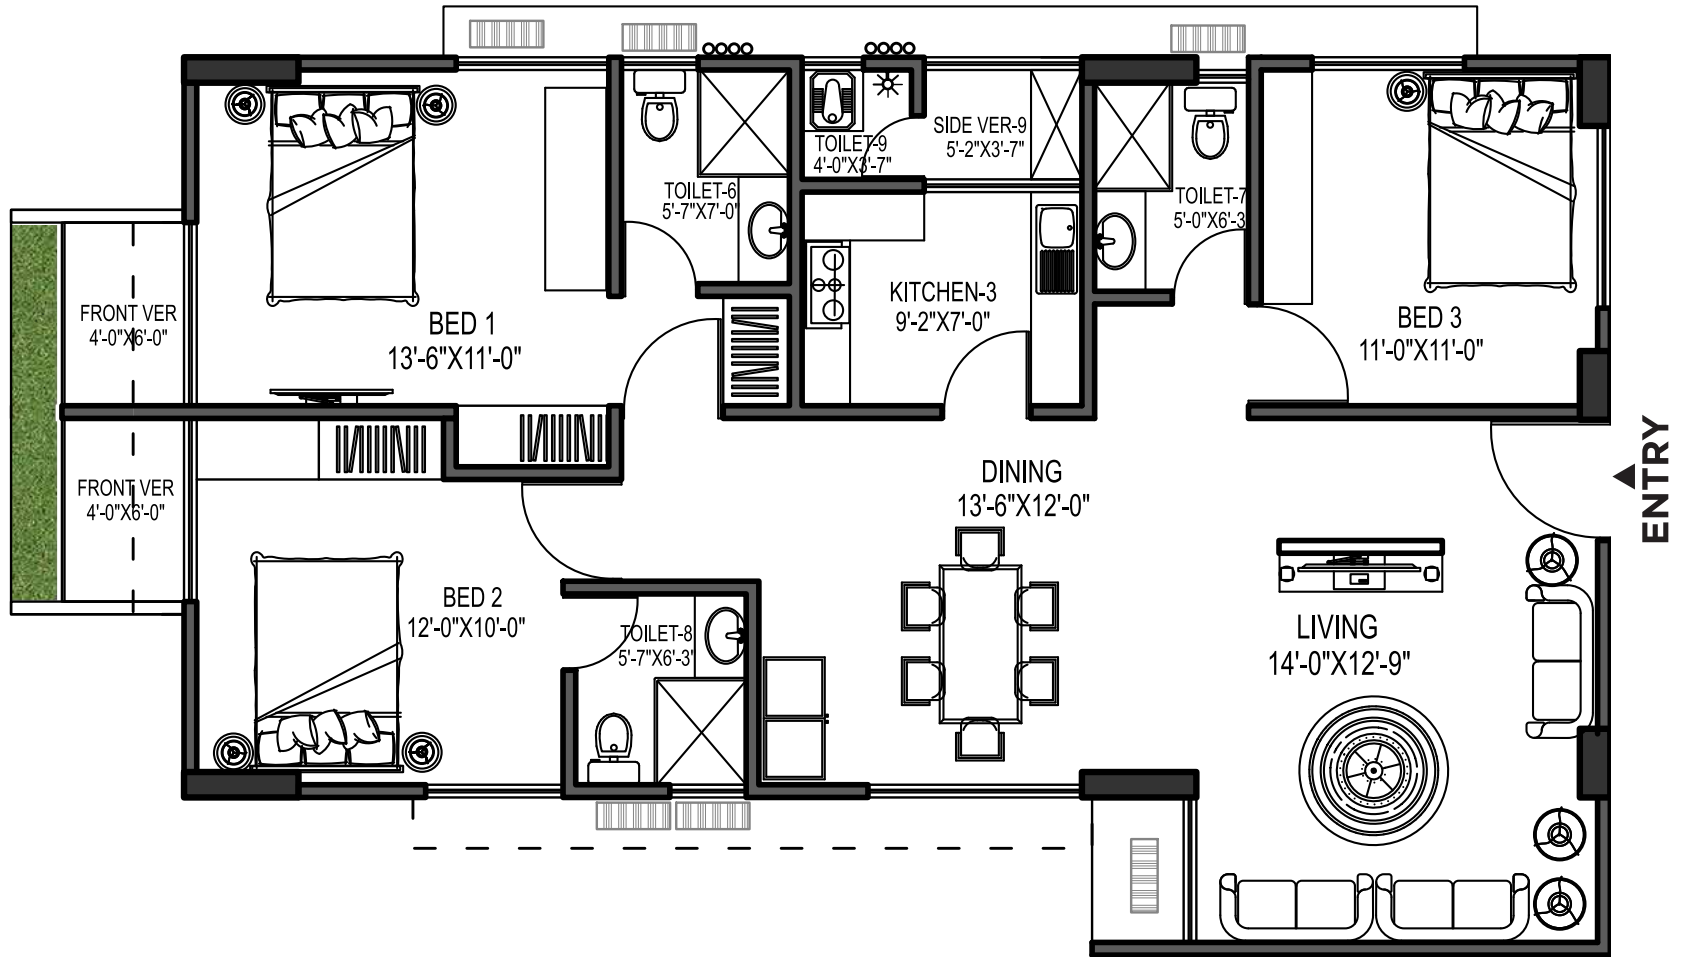 SIDE VER-9
5'-2"X3'-7"
TOILET-9
4'-0"X3'-7"
TOILET-6
5'-7"X7'-0"
TOILET-7
5'-0"X6'-3
KITCHEN-3
9'-2"X7'-0"
FRONT VER
4'-0"X6'-0"
BED 1
13'-6"X11'-0"
BED 3
11'-0"X11'-0"
FRONT VER
4'-0"X6'-0"
DINING
13'-6"X12'-0"
ENTRY
BED 2
12'-0"X10'-0"
TOILET-8
5'-7"X6'-3'
LIVING
14'-0"X12'-9"